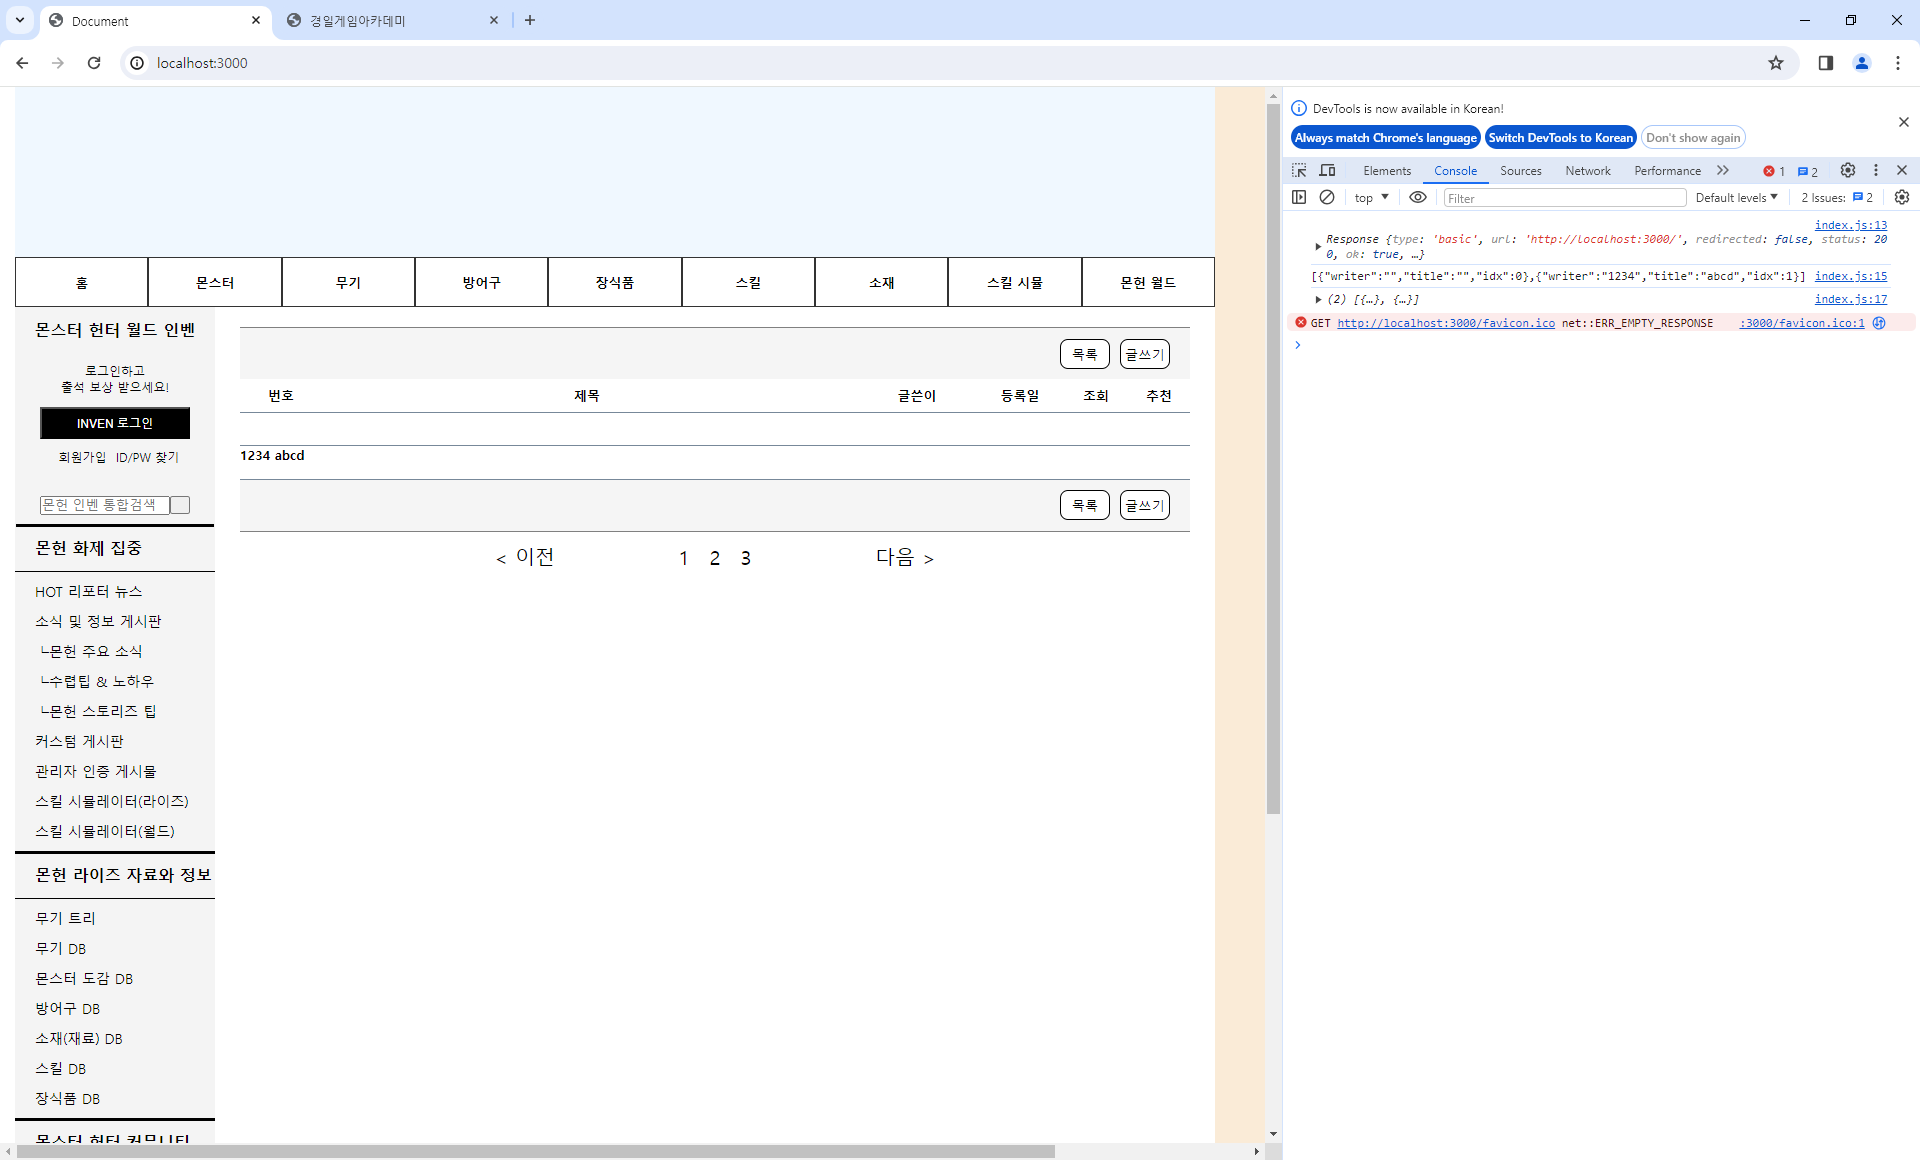 Document
경일게임아카데미
localhost:3000
DevTools is now available in Korean!
Always match Chrome's language
Switch DevTools to Korean
Don't show again
Elements
Console
Sources
Network
Performance
1
2
top
Filter
Default levels
2 Issues:
2
index.js:13
Response {type: 'basic', url: 'http://localhost:3000/', redirected: false, status: 20
0, ok: true, …}
[{"writer":"","title":"","idx":0},{"writer":"1234","title":"abcd","idx":1}]
index.js:15
(2) [{…}, {…}]
index.js:17
GET http://localhost:3000/favicon.ico net::ERR_EMPTY_RESPONSE
:3000/favicon.ico:1
홈
몬스터
무기
방어구
장식품
스킬
소재
스킬 시뮬
몬헌 월드
몬스터 헌터 월드 인벤
로그인하고
출석 보상 받으세요!
INVEN 로그인
회원가입 ID/PW 찾기
몬헌 인벤 통합검색
몬헌 화제 집중
HOT 리포터 뉴스
소식 및 정보 게시판
└몬헌 주요 소식
└수렵팁 & 노하우
└몬헌 스토리즈 팁
커스텀 게시판
관리자 인증 게시물
스킬 시뮬레이터(라이즈)
스킬 시뮬레이터(월드)
몬헌 라이즈 자료와 정보
무기 트리
무기 DB
몬스터 도감 DB
방어구 DB
소재(재료) DB
스킬 DB
장식품 DB
몬스터 헌터 커뮤니티
목록
글쓰기
번호
제목
글쓴이
등록일
조회
추천
1234 abcd
목록
글쓰기
< 이전
1
2
3
다음 >